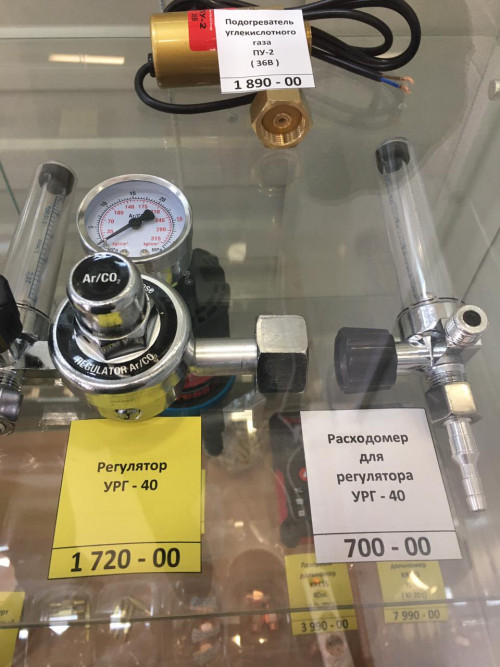 Подогреватель
углекислотного
газа
ПУ-2
( 36В )
1 890 - 00
Ar/CO₂
REGULATOR Ar/CO₂
Регулятор
УРГ - 40
1 720 - 00
Расходомер
для
регулятора
УРГ - 40
700 - 00
3 990 - 00
7 990 - 00